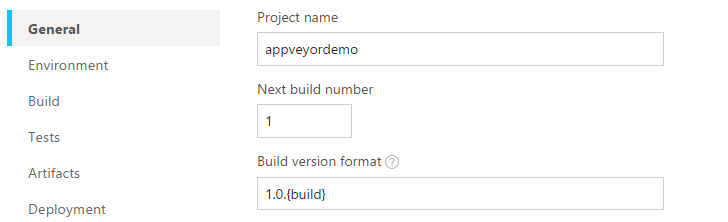 General
Environment
Build
Tests
Artifacts
Deployment
Project name
appveyordemo
Next build number
1
Build version format ?
1.0.{build}